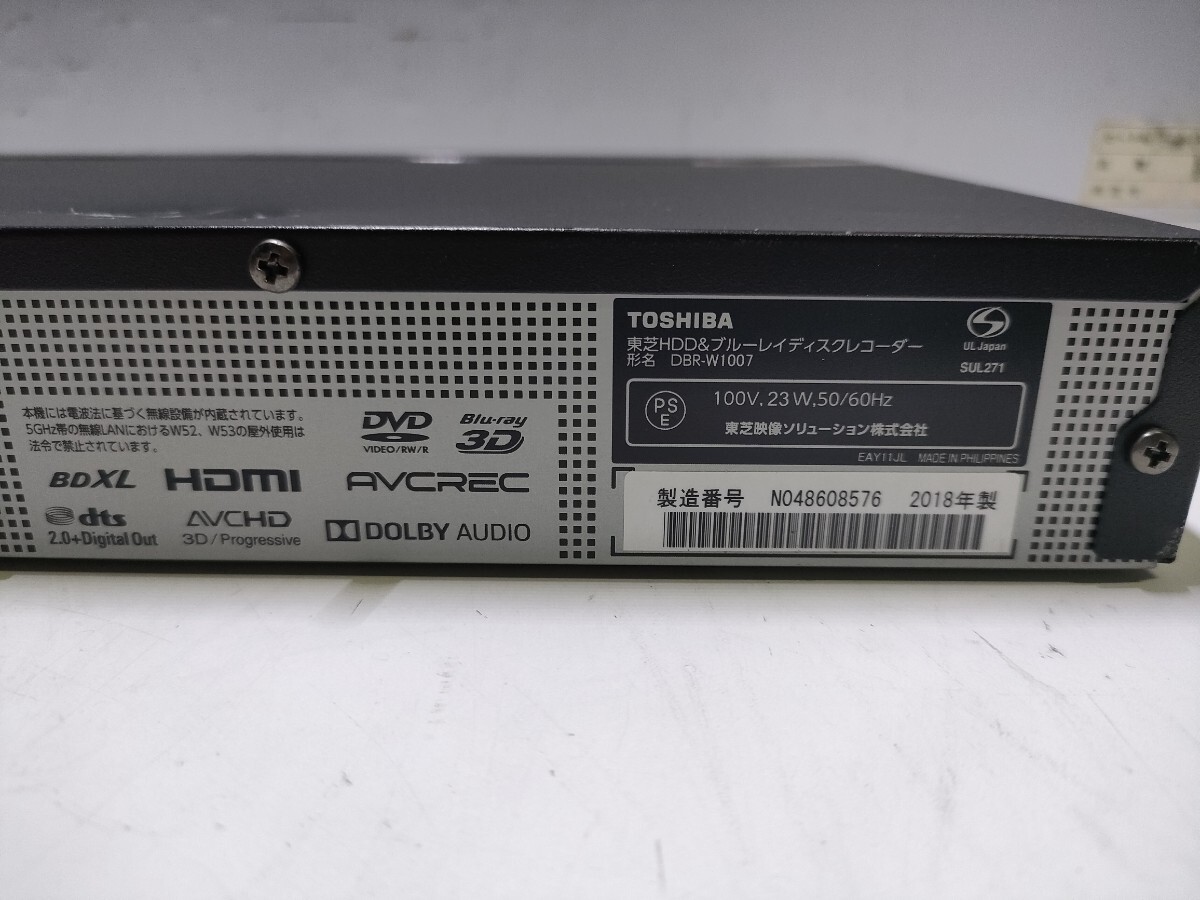 TOSHIBA
東芝HDD&ブルーレイディスクレコーダー
形名 DBR-W1007
UL Japan
SUL271
PS
E
100V, 23W, 50/60Hz
東芝映像ソリューション株式会社
EAY11JL MADE IN PHILIPPINES
製造番号 N048608576 2018年製
本機には電波法に基づく無線設備が内蔵されています。
5GHz帯の無線LANにおけるW52、W53の屋外使用は
法令で禁止されています。
DVD
VIDEO/RW/R
Blu-ray
3D
BDXL HDMI AVCREC
dts
2.0+Digital Out
AVCHD
3D/Progressive
DOLBY AUDIO